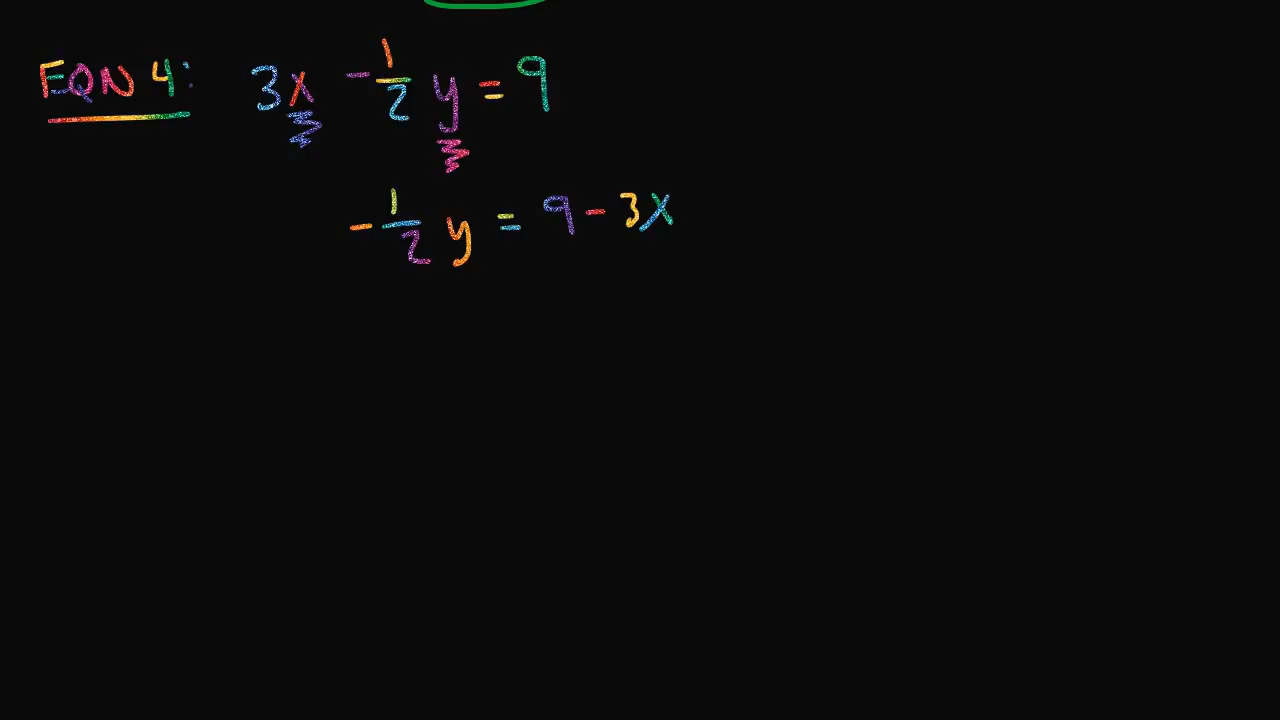 EQN 4: 3x - 1/2 y = 9
- 1/2 y = 9 - 3x